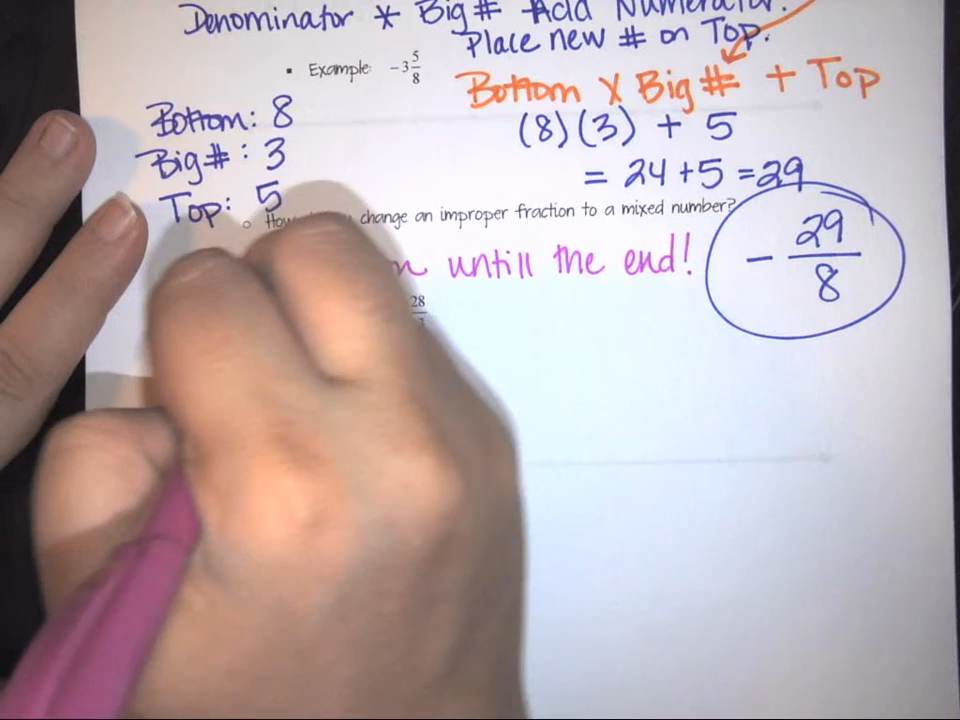 Denominator * Big # Add Numerator.
Place new # on Top.
▪ Example: -3 5/8
Bottom X Big # + Top
Bottom: 8
(8)(3) + 5
Big#: 3
= 24 + 5 = 29
Top: 5
change an improper fraction to a mixed number?
- 29/8
untill the end!
28